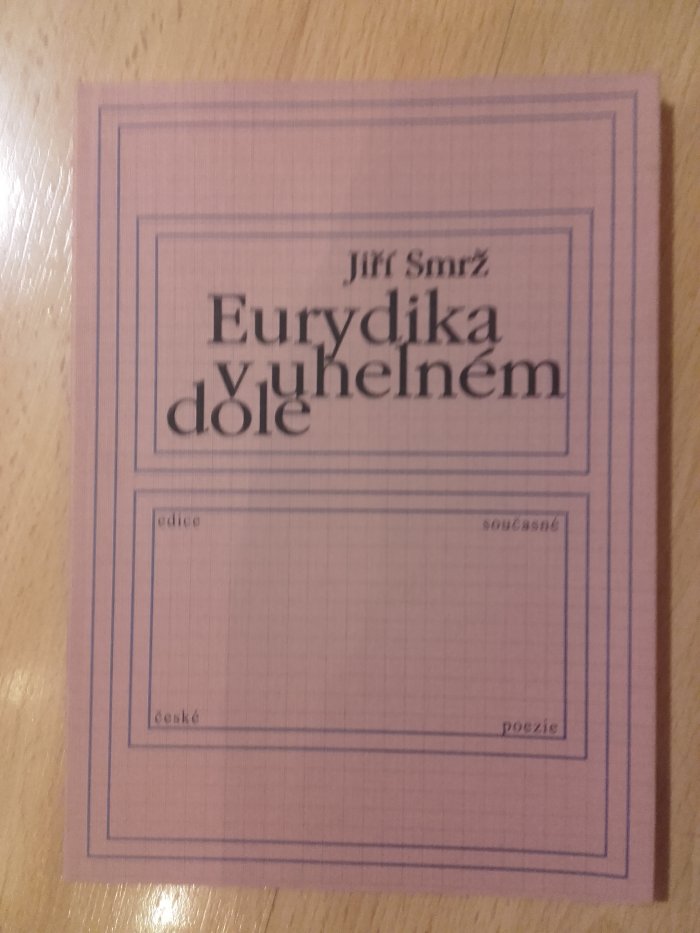 Jiří Smrž
Eurydika
v uhelném
dole
edice současné
české poezie